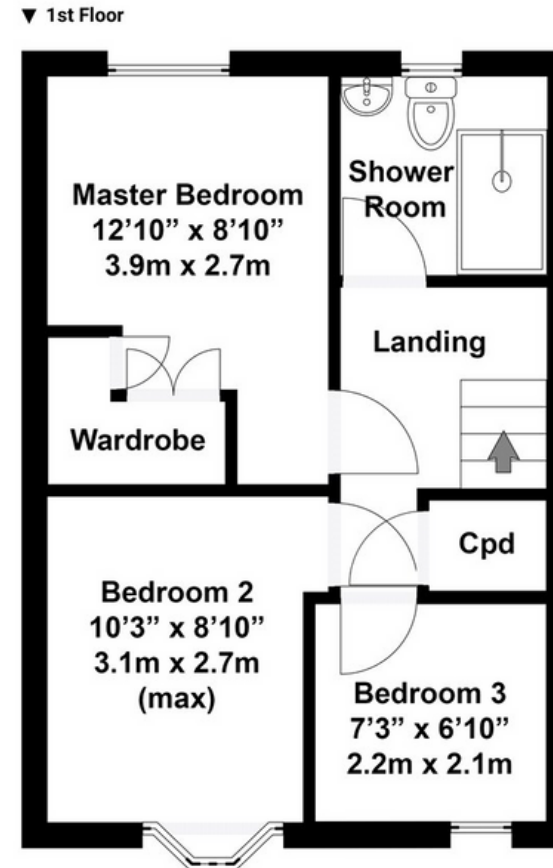 ▼ 1st Floor
Master Bedroom
12’10” x 8’10”
3.9m x 2.7m
Shower
Room
Landing
Wardrobe
Cpd
Bedroom 2
10’3” x 8’10”
3.1m x 2.7m
(max)
Bedroom 3
7’3” x 6’10”
2.2m x 2.1m